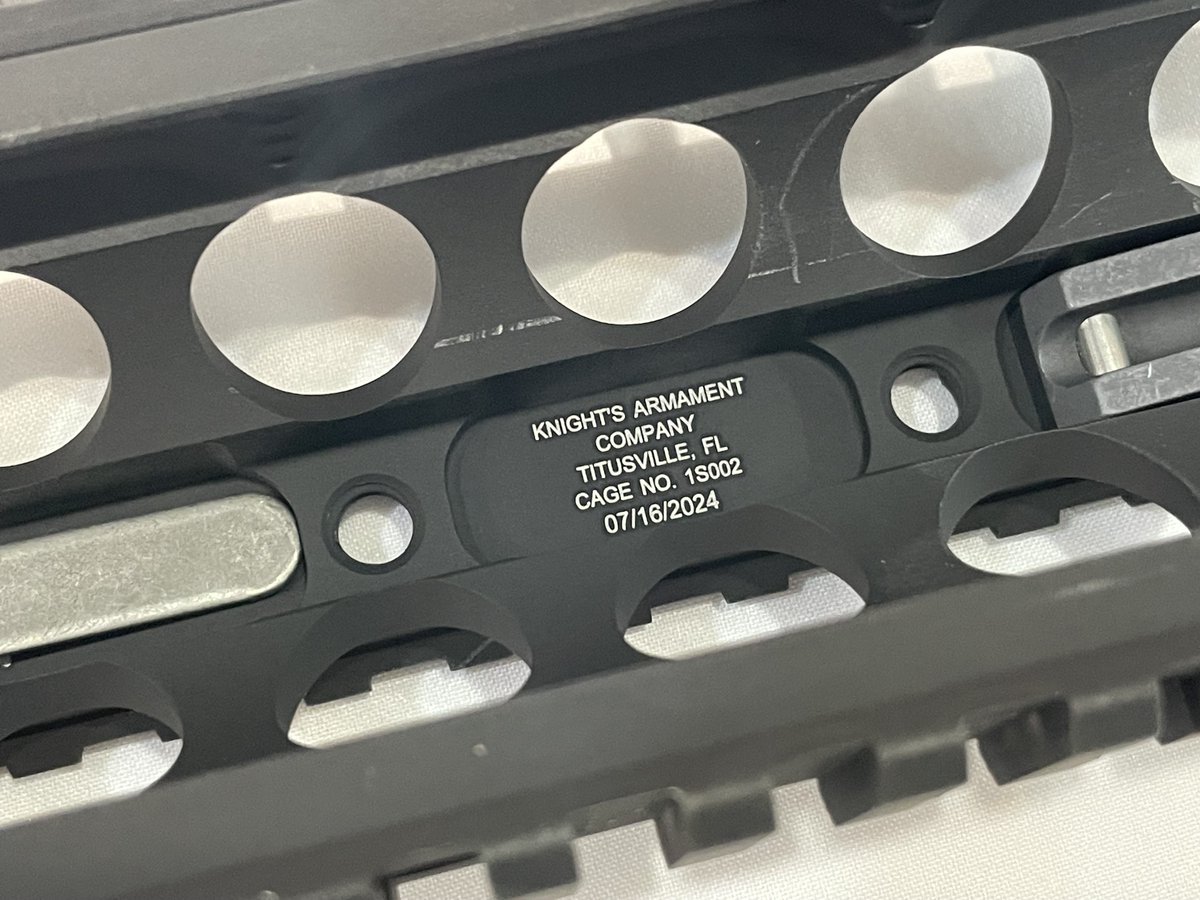 KNIGHT'S ARMAMENT
COMPANY
TITUSVILLE, FL
CAGE NO. 1S002
07/16/2024